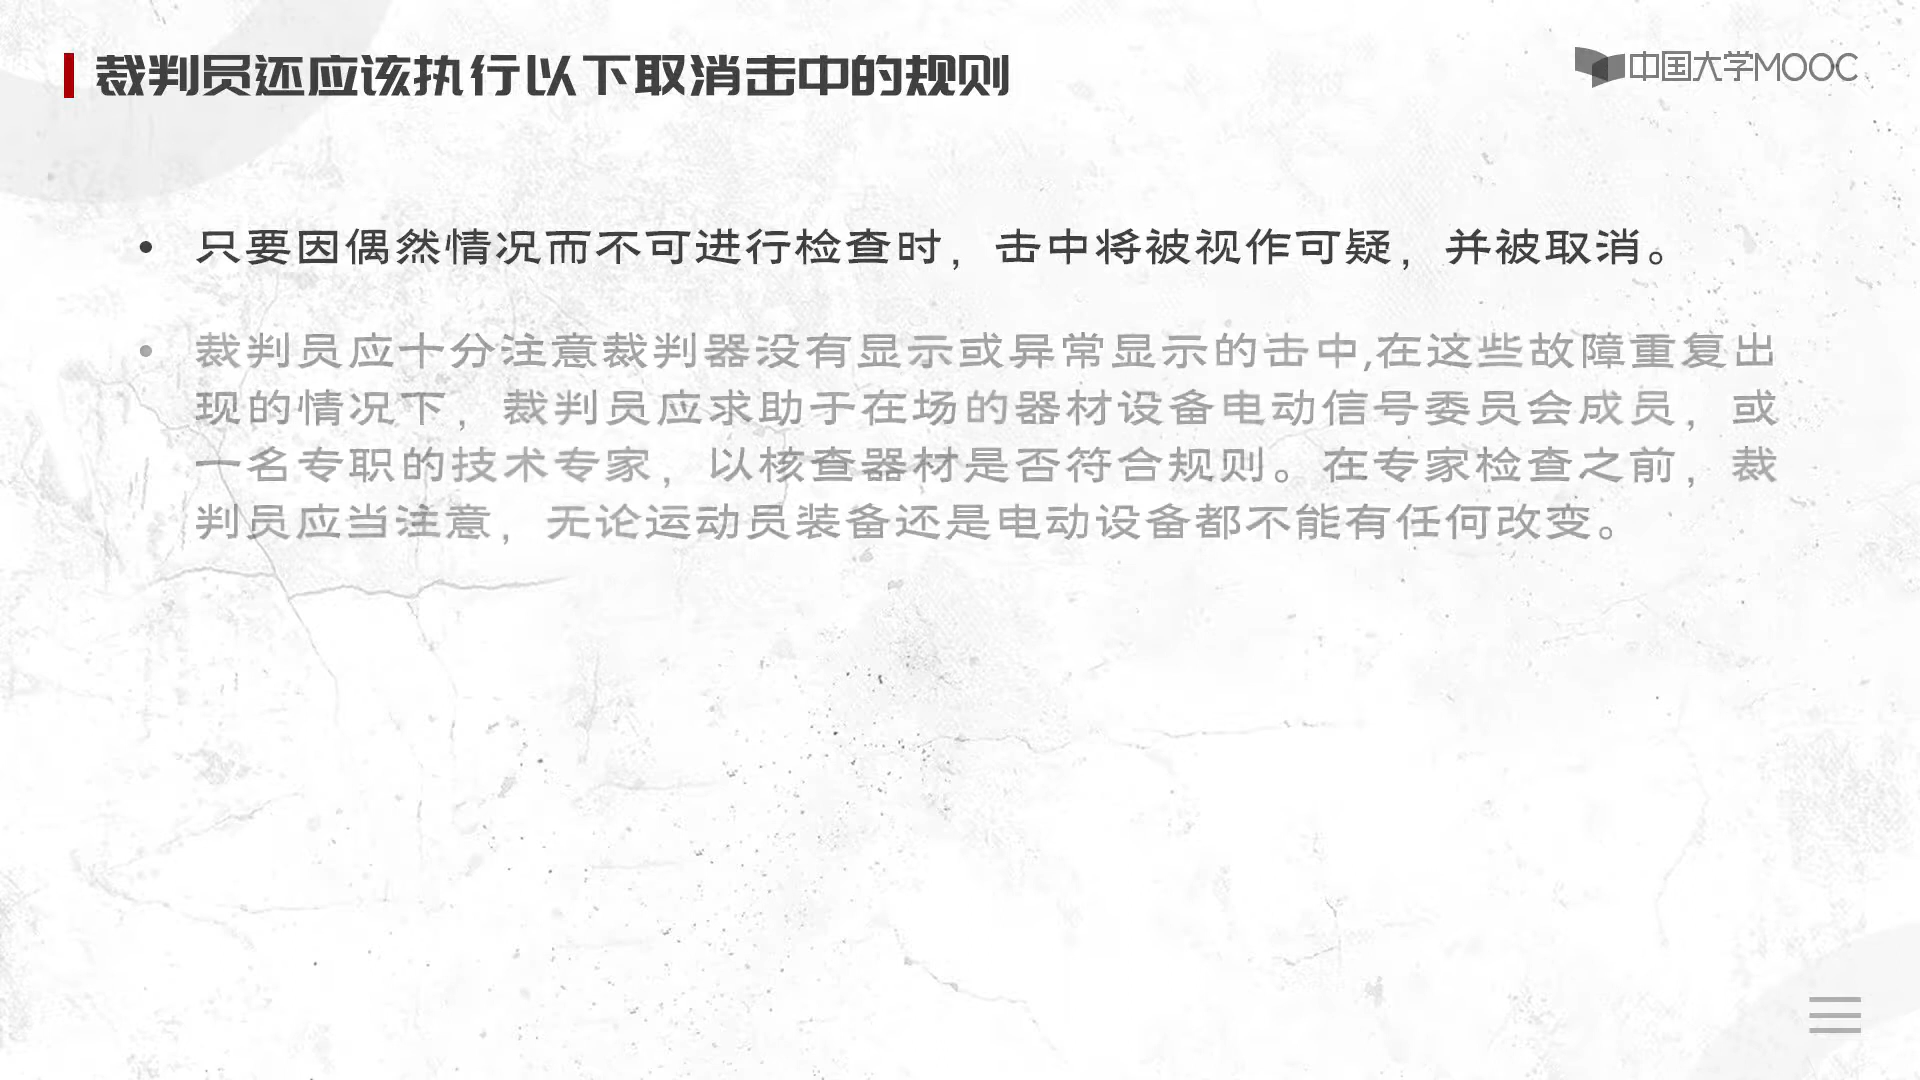 裁判员还应该执行以下取消击中的规则
中国大学MOOC
• 只要因偶然情况而不可进行检查时，击中将被视作可疑，并被取消。
• 裁判员应十分注意裁判器没有显示或异常显示的击中,在这些故障重复出
现的情况下，裁判员应求助于在场的器材设备电动信号委员会成员，或
一名专职的技术专家，以核查器材是否符合规则。在专家检查之前，裁
判员应当注意，无论运动员装备还是电动设备都不能有任何改变。